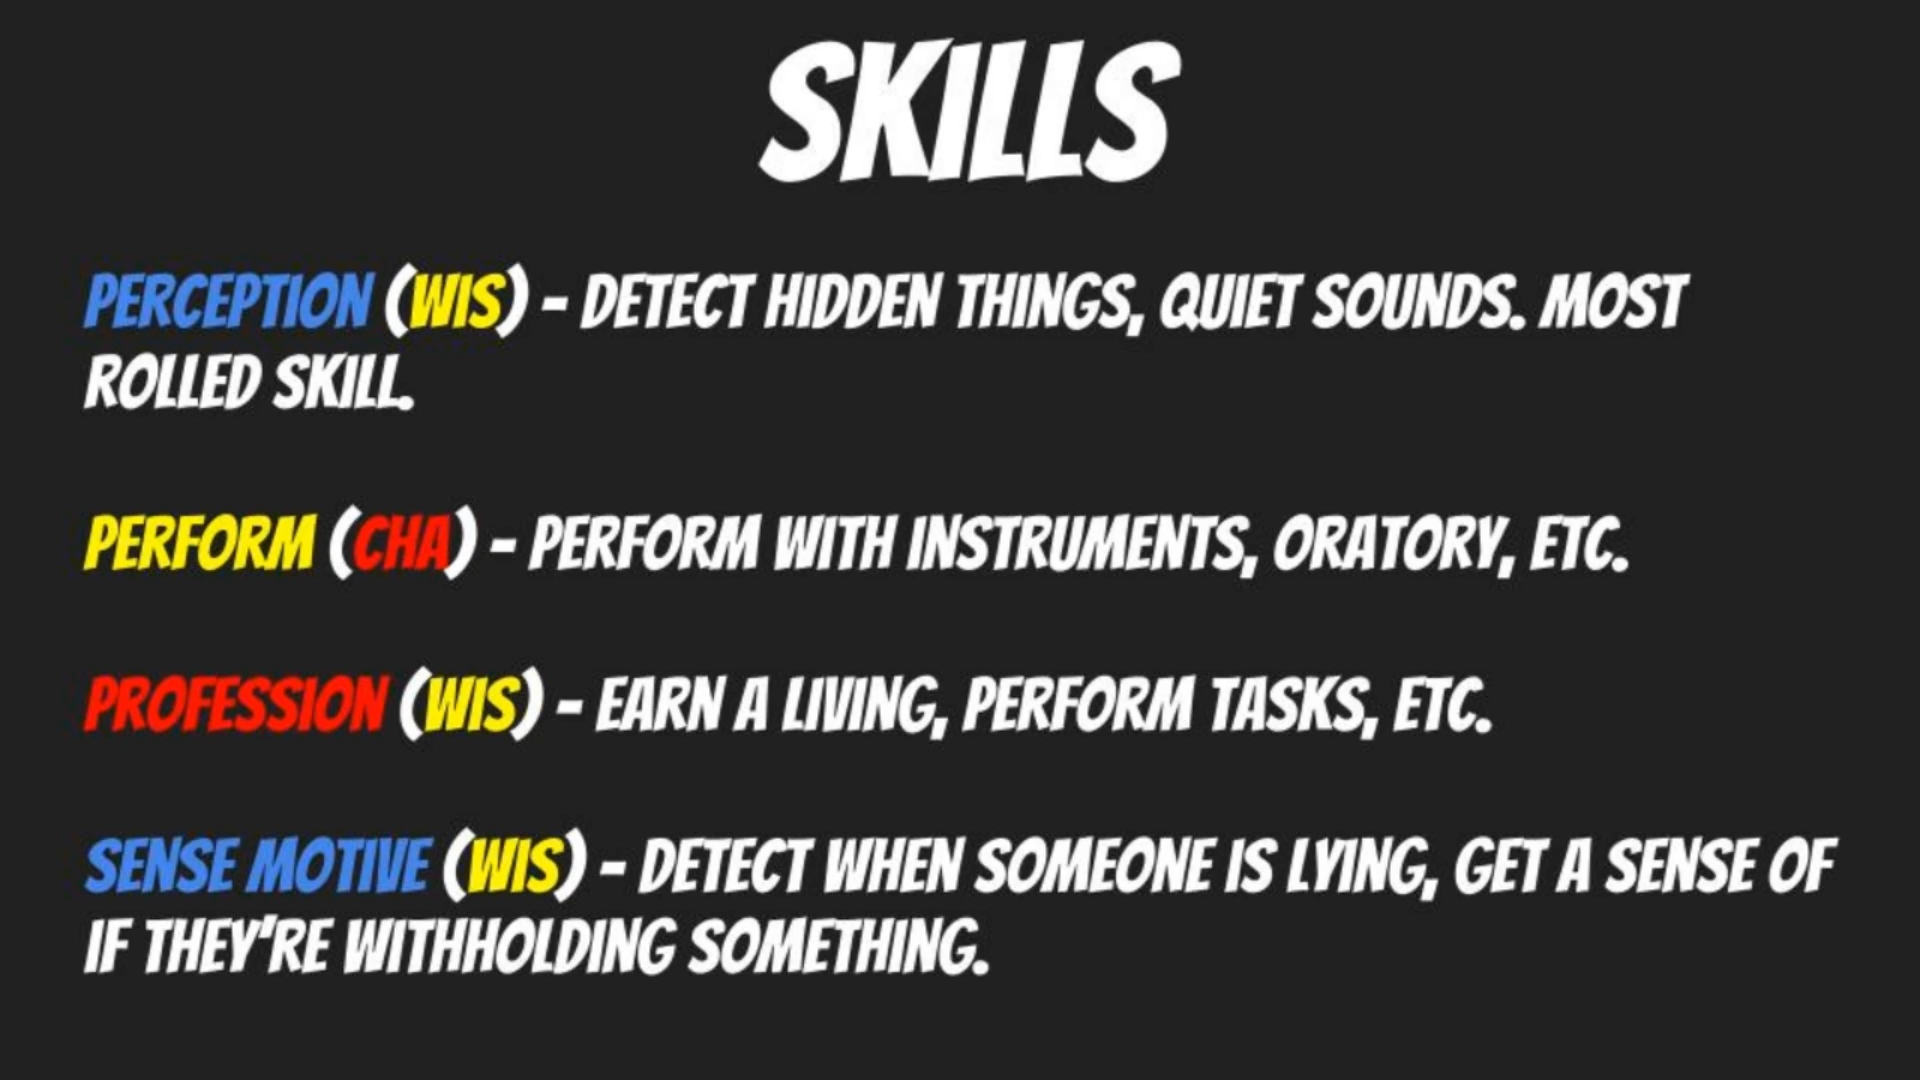 SKILLS
PERCEPTION (WIS) - DETECT HIDDEN THINGS, QUIET SOUNDS. MOST
ROLLED SKILL.
PERFORM (CHA) - PERFORM WITH INSTRUMENTS, ORATORY, ETC.
PROFESSION (WIS) - EARN A LIVING, PERFORM TASKS, ETC.
SENSE MOTIVE (WIS) - DETECT WHEN SOMEONE IS LYING, GET A SENSE OF
IF THEY'RE WITHHOLDING SOMETHING.